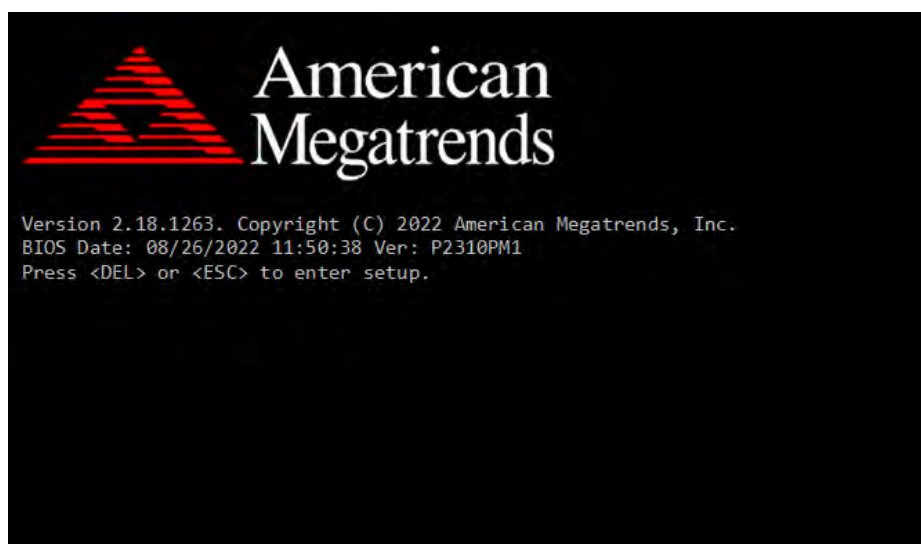 American
Megatrends
Version 2.18.1263. Copyright (C) 2022 American Megatrends, Inc.
BIOS Date: 08/26/2022 11:50:38 Ver: P2310PM1
Press <DEL> or <ESC> to enter setup.